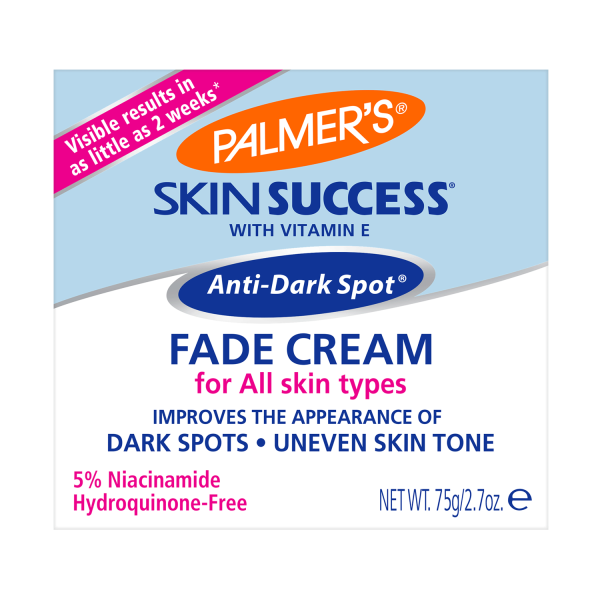 Visible results in
as little as 2 weeks*
PALMER'S®
SKIN SUCCESS®
WITH VITAMIN E
Anti-Dark Spot®
FADE CREAM
for All skin types
IMPROVES THE APPEARANCE OF
DARK SPOTS • UNEVEN SKIN TONE
5% Niacinamide
Hydroquinone-Free
NET WT. 75g/2.7oz. ℮